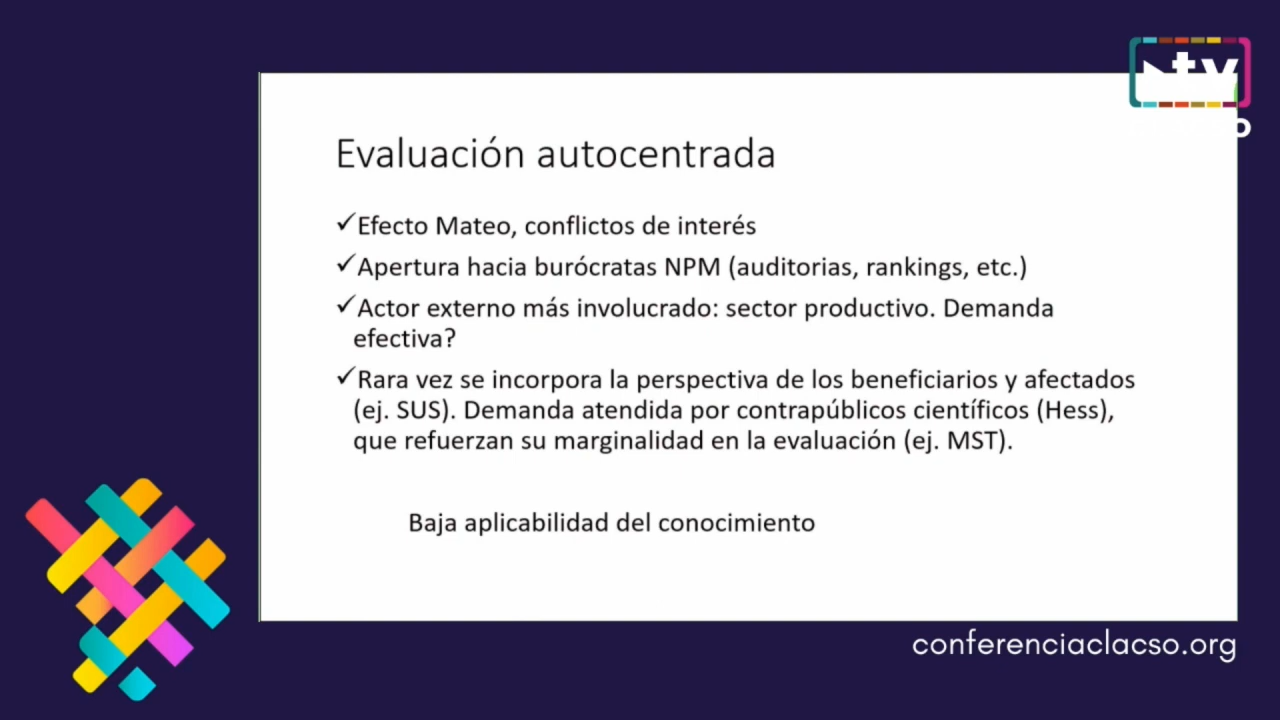 tv
Evaluación autocentrada
✓Efecto Mateo, conflictos de interés
✓Apertura hacia burócratas NPM (auditorias, rankings, etc.)
✓Actor externo más involucrado: sector productivo. Demanda
efectiva?
✓Rara vez se incorpora la perspectiva de los beneficiarios y afectados
(ej. SUS). Demanda atendida por contrapúblicos científicos (Hess),
que refuerzan su marginalidad en la evaluación (ej. MST).
Baja aplicabilidad del conocimiento
conferenciaclacso.org